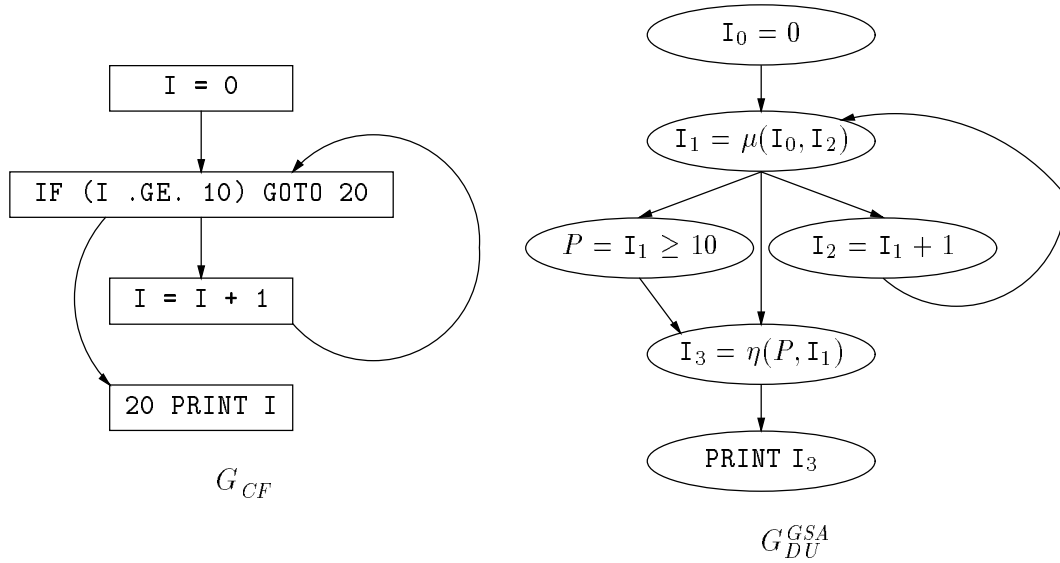 I = 0
IF (I .GE. 10) GOTO 20
I = I + 1
20 PRINT I
G_CF
I₀ = 0
I₁ = μ(I₀, I₂)
P = I₁ ≥ 10
I₂ = I₁ + 1
I₃ = η(P, I₁)
PRINT I₃
G_DU^GSA